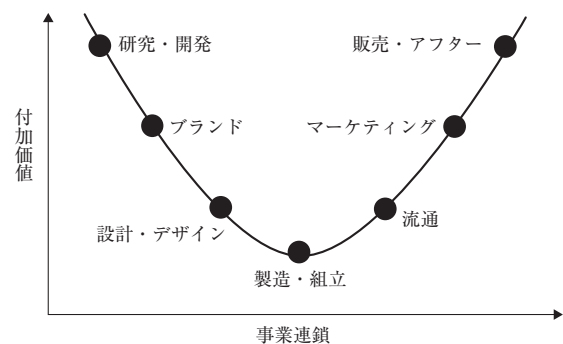 研究・開発
販売・アフター
ブランド
マーケティング
付加価値
設計・デザイン
流通
製造・組立
事業連鎖